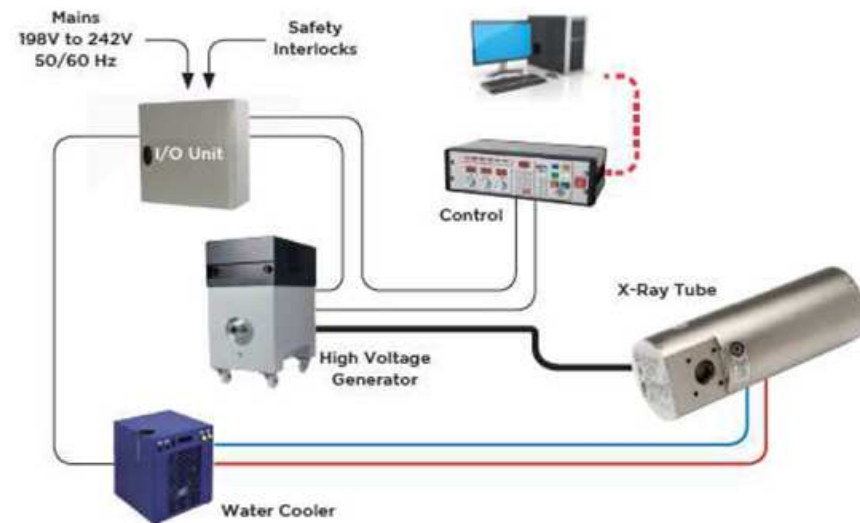 Mains
198V to 242V
50/60 Hz
Safety
Interlocks
I/O Unit
Control
X-Ray Tube
High Voltage
Generator
Water Cooler